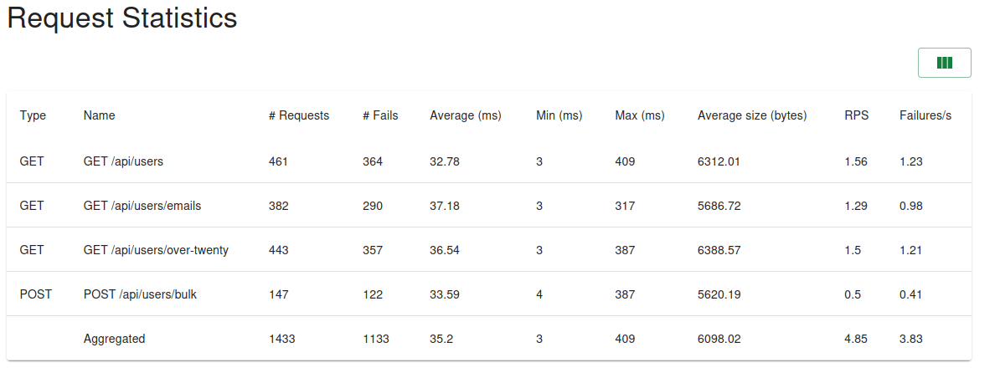 Request Statistics
Type Name # Requests # Fails Average (ms) Min (ms) Max (ms) Average size (bytes) RPS Failures/s
GET GET /api/users 461 364 32.78 3 409 6312.01 1.56 1.23
GET GET /api/users/emails 382 290 37.18 3 317 5686.72 1.29 0.98
GET GET /api/users/over-twenty 443 357 36.54 3 387 6388.57 1.5 1.21
POST POST /api/users/bulk 147 122 33.59 4 387 5620.19 0.5 0.41
Aggregated 1433 1133 35.2 3 409 6098.02 4.85 3.83